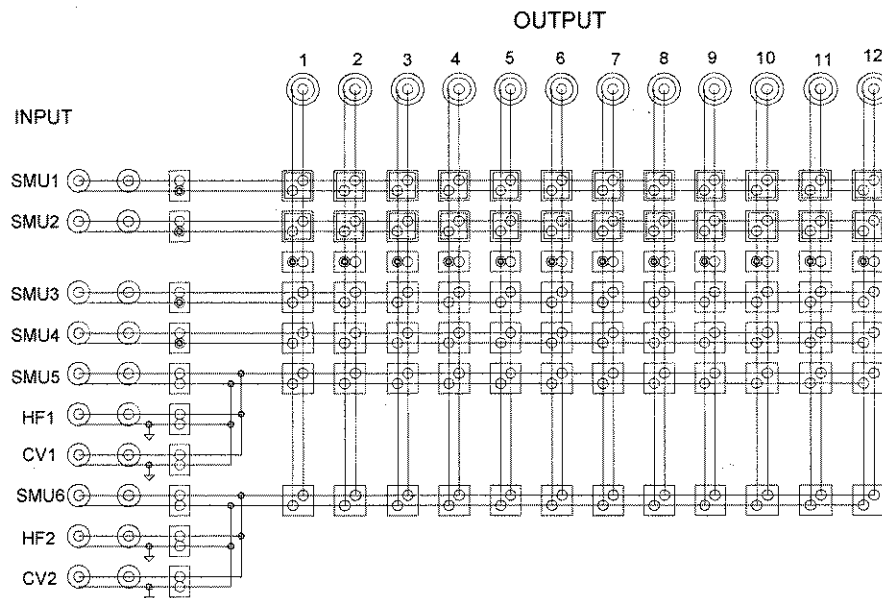 OUTPUT
1 2 3 4 5 6 7 8 9 10 11 12
INPUT
SMU1
SMU2
SMU3
SMU4
SMU5
HF1
CV1
SMU6
HF2
CV2